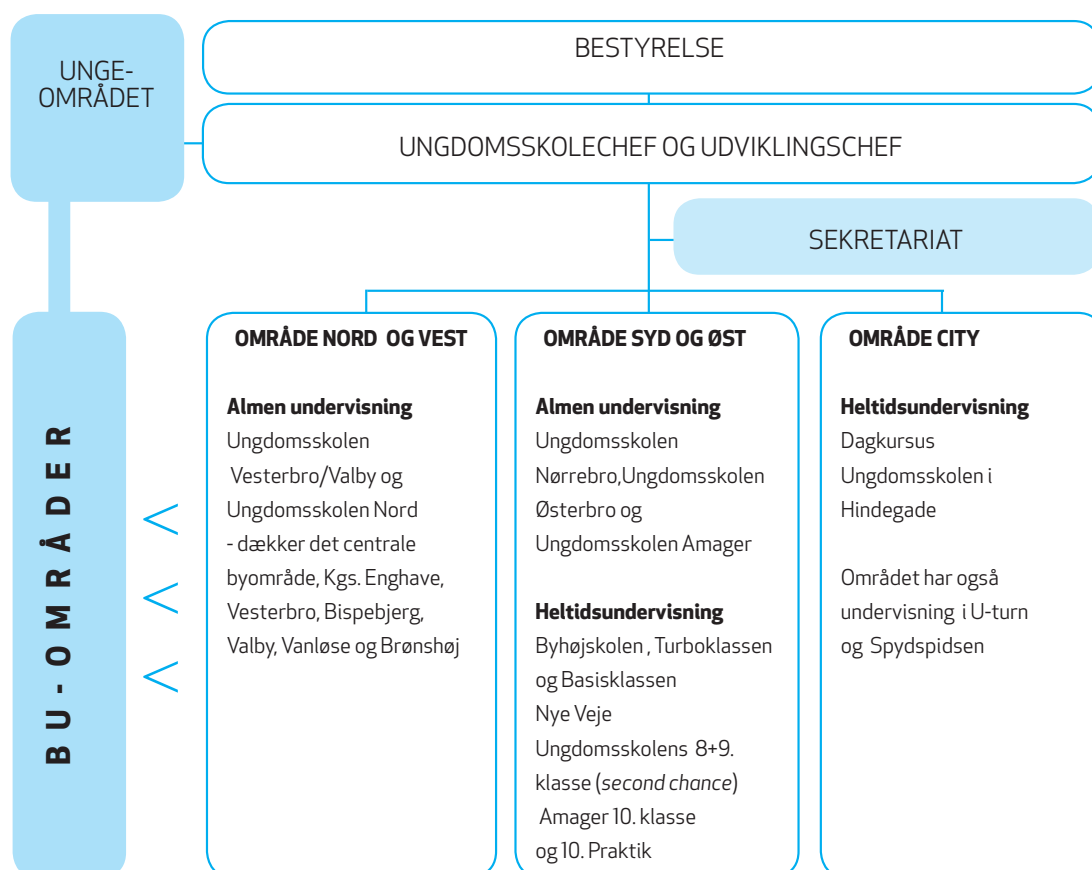 UNGE-
OMRÅDET
BESTYRELSE
UNGDOMSSKOLECHEF OG UDVIKLINGSCHEF
SEKRETARIAT
BU-OMRÅDER
OMRÅDE NORD OG VEST
Almen undervisning
Ungdomsskolen
Vesterbro/Valby og
Ungdomsskolen Nord
- dækker det centrale
byområde, Kgs. Enghave,
Vesterbro, Bispebjerg,
Valby, Vanløse og Brønshøj
OMRÅDE SYD OG ØST
Almen undervisning
Ungdomsskolen
Nørrebro,Ungdomsskolen
Østerbro og
Ungdomsskolen Amager
Heltidsundervisning
Byhøjskolen , Turboklassen
og Basisklassen
Nye Veje
Ungdomsskolens 8+9.
klasse (second chance)
Amager 10. klasse
og 10. Praktik
OMRÅDE CITY
Heltidsundervisning
Dagkursus
Ungdomsskolen i
Hindegade
Området har også
undervisning i U-turn
og Spydspidsen